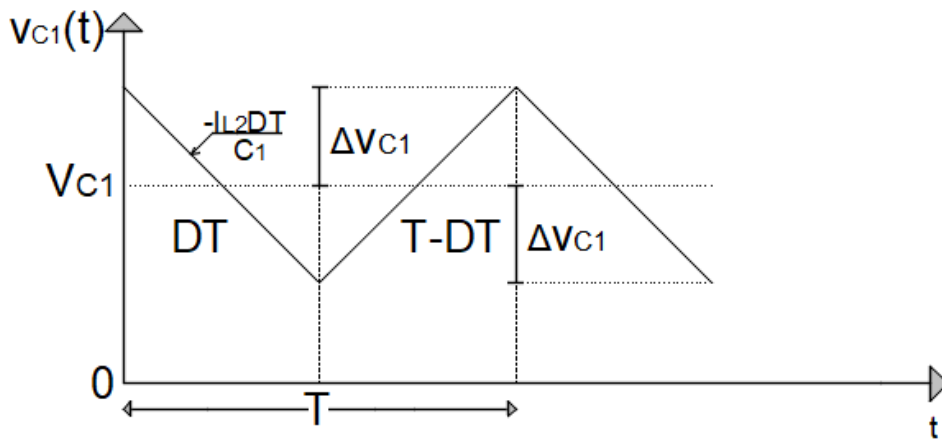 vC1(t)
-IL2DT
C1
ΔvC1
VC1
DT
T-DT
ΔvC1
0
T
t